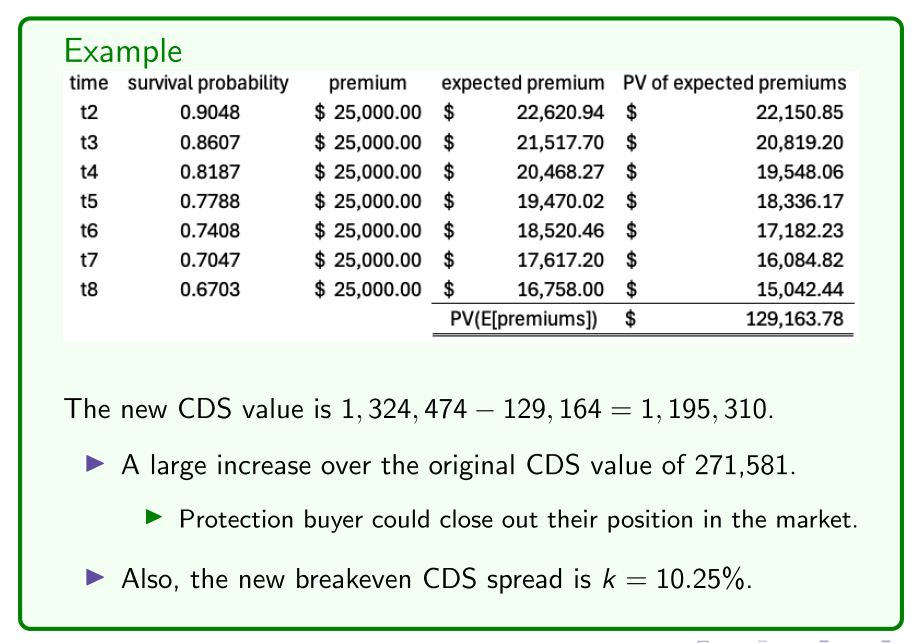 Example
time survival probability premium expected premium PV of expected premiums
t2 0.9048 $ 25,000.00 $ 22,620.94 $ 22,150.85
t3 0.8607 $ 25,000.00 $ 21,517.70 $ 20,819.20
t4 0.8187 $ 25,000.00 $ 20,468.27 $ 19,548.06
t5 0.7788 $ 25,000.00 $ 19,470.02 $ 18,336.17
t6 0.7408 $ 25,000.00 $ 18,520.46 $ 17,182.23
t7 0.7047 $ 25,000.00 $ 17,617.20 $ 16,084.82
t8 0.6703 $ 25,000.00 $ 16,758.00 $ 15,042.44
PV(E[premiums]) $ 129,163.78
The new CDS value is 1, 324, 474 − 129, 164 = 1, 195, 310.
▶ A large increase over the original CDS value of 271,581.
▶ Protection buyer could close out their position in the market.
▶ Also, the new breakeven CDS spread is k = 10.25%.